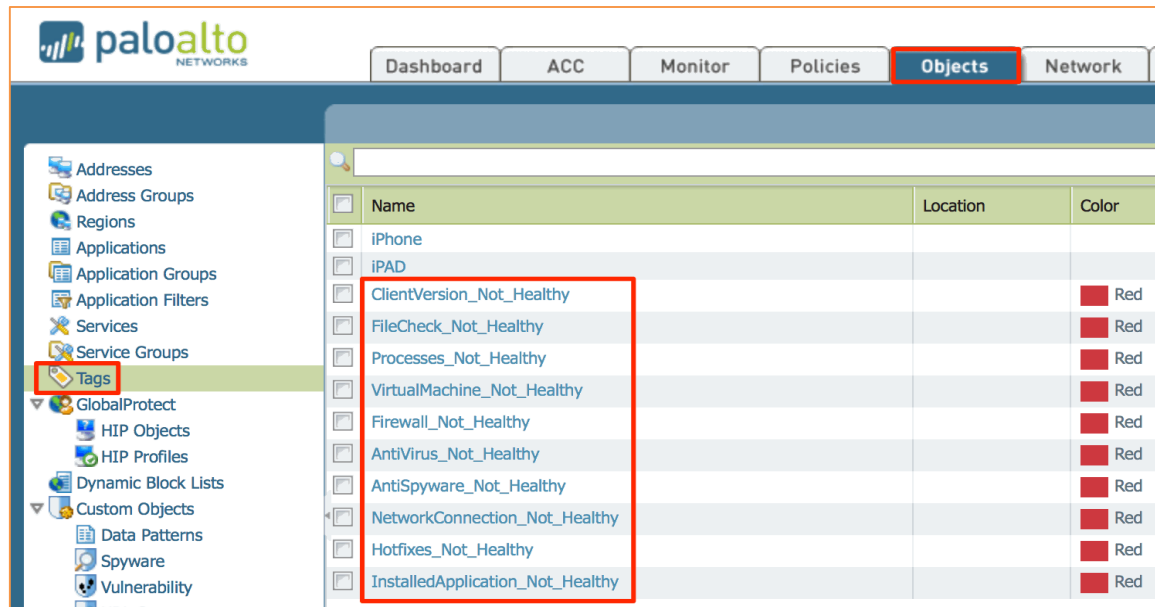 paloalto
NETWORKS
Dashboard ACC Monitor Policies Objects Network
Addresses
Address Groups
Regions
Applications
Application Groups
Application Filters
Services
Service Groups
Tags
GlobalProtect
HIP Objects
HIP Profiles
Dynamic Block Lists
Custom Objects
Data Patterns
Spyware
Vulnerability
Name Location Color
iPhone
iPAD
ClientVersion_Not_Healthy Red
FileCheck_Not_Healthy Red
Processes_Not_Healthy Red
VirtualMachine_Not_Healthy Red
Firewall_Not_Healthy Red
AntiVirus_Not_Healthy Red
AntiSpyware_Not_Healthy Red
NetworkConnection_Not_Healthy Red
Hotfixes_Not_Healthy Red
InstalledApplication_Not_Healthy Red